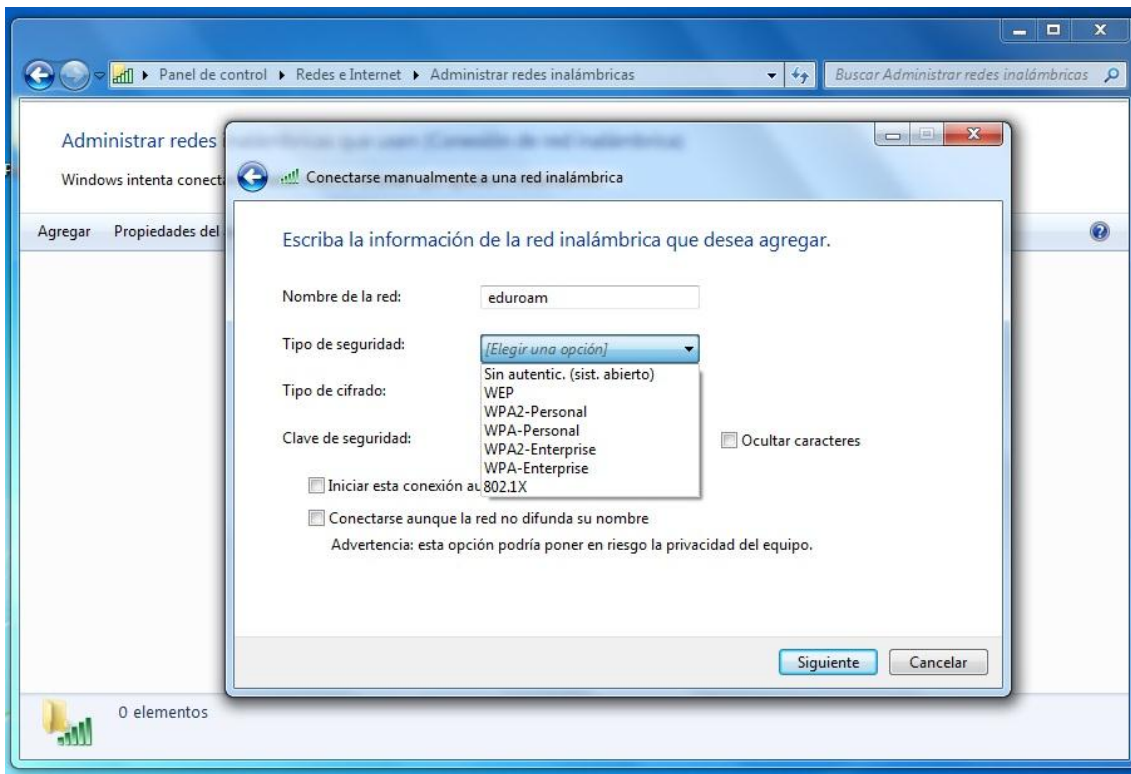 Panel de control Redes e Internet Administrar redes inalámbricas
Buscar Administrar redes inalámbricas
Administrar redes
Windows intenta conect
Agregar Propiedades del
Conectarse manualmente a una red inalámbrica
Escriba la información de la red inalámbrica que desea agregar.
Nombre de la red: eduroam
Tipo de seguridad: [Elegir una opción]
Sin autentic. (sist. abierto)
WEP
WPA2-Personal
WPA-Personal
WPA2-Enterprise
WPA-Enterprise
802.1X
Tipo de cifrado:
Clave de seguridad:
Ocultar caracteres
Iniciar esta conexión au
Conectarse aunque la red no difunda su nombre
Advertencia: esta opción podría poner en riesgo la privacidad del equipo.
Siguiente Cancelar
0 elementos